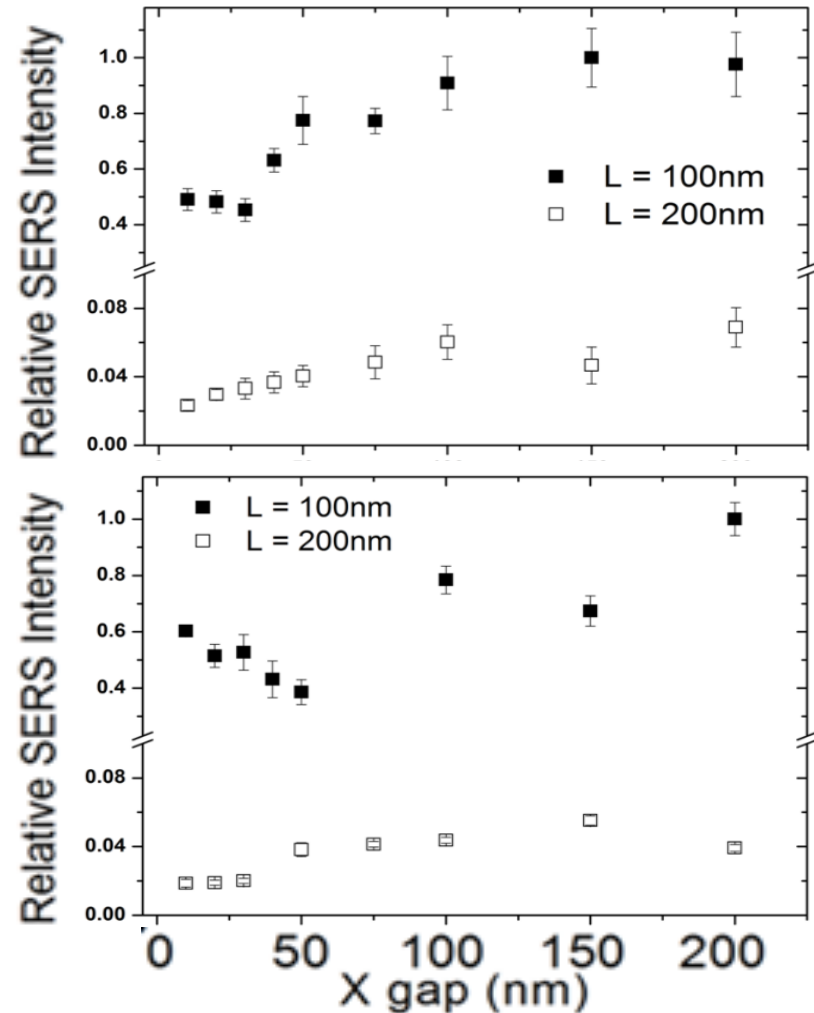 Relative SERS Intensity
1.0
0.8
0.6
0.4
0.08
0.04
0.00
L = 100nm
L = 200nm
Relative SERS Intensity
1.0
0.8
0.6
0.4
0.08
0.04
0.00
L = 100nm
L = 200nm
0 50 100 150 200
X gap (nm)